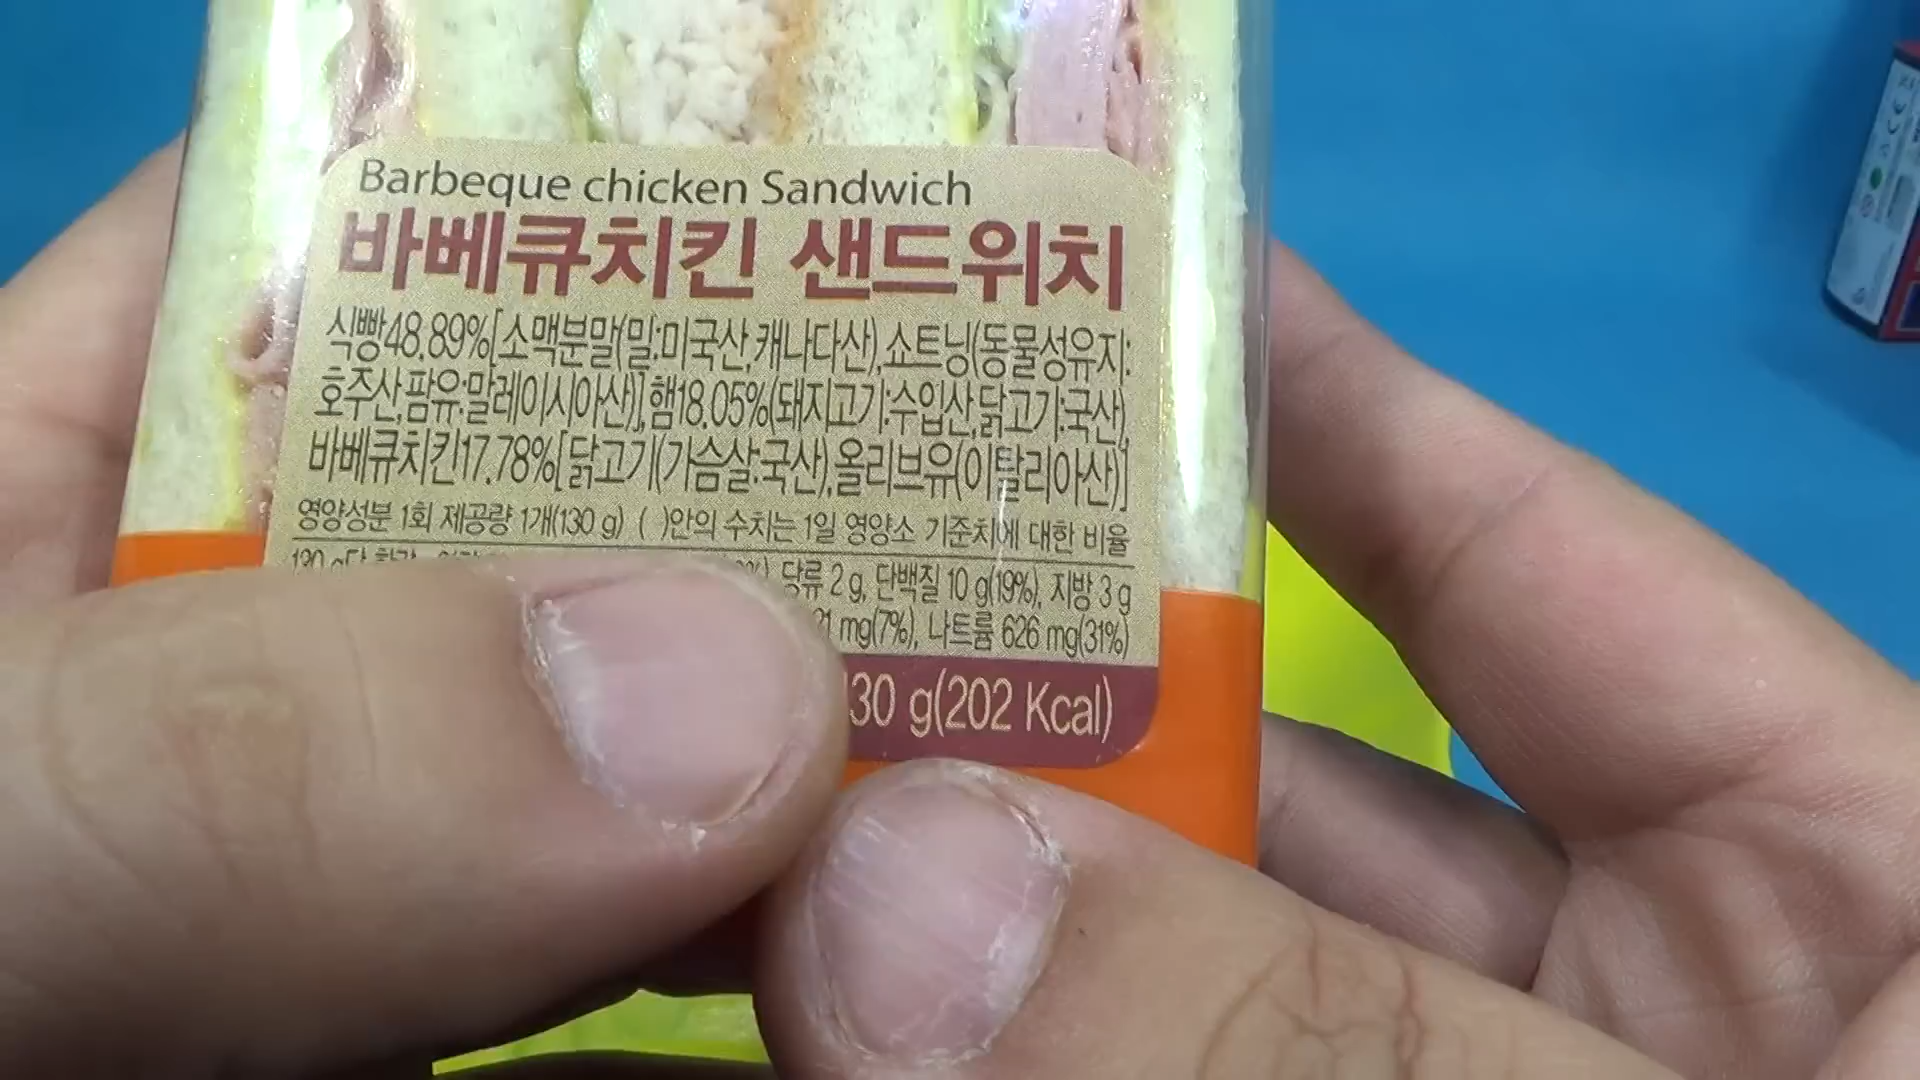 Barbeque chicken Sandwich
바베큐치킨 샌드위치
식빵48.89%[소맥분말(밀:미국산,캐나다산),쇼트닝(동물성유지:
호주산,팜유:말레이시아산)],햄18.05%(돼지고기:수입산,닭고기:국산),
바베큐치킨17.78%[닭고기(가슴살:국산),올리브유(이탈리아산)]
영양성분 1회 제공량 1개(130 g) ( )안의 수치는 1일 영양소 기준치에 대한 비율
당류 2 g, 단백질 10 g(19%), 지방 3 g
mg(7%), 나트륨 626 mg(31%)
30 g(202 Kcal)